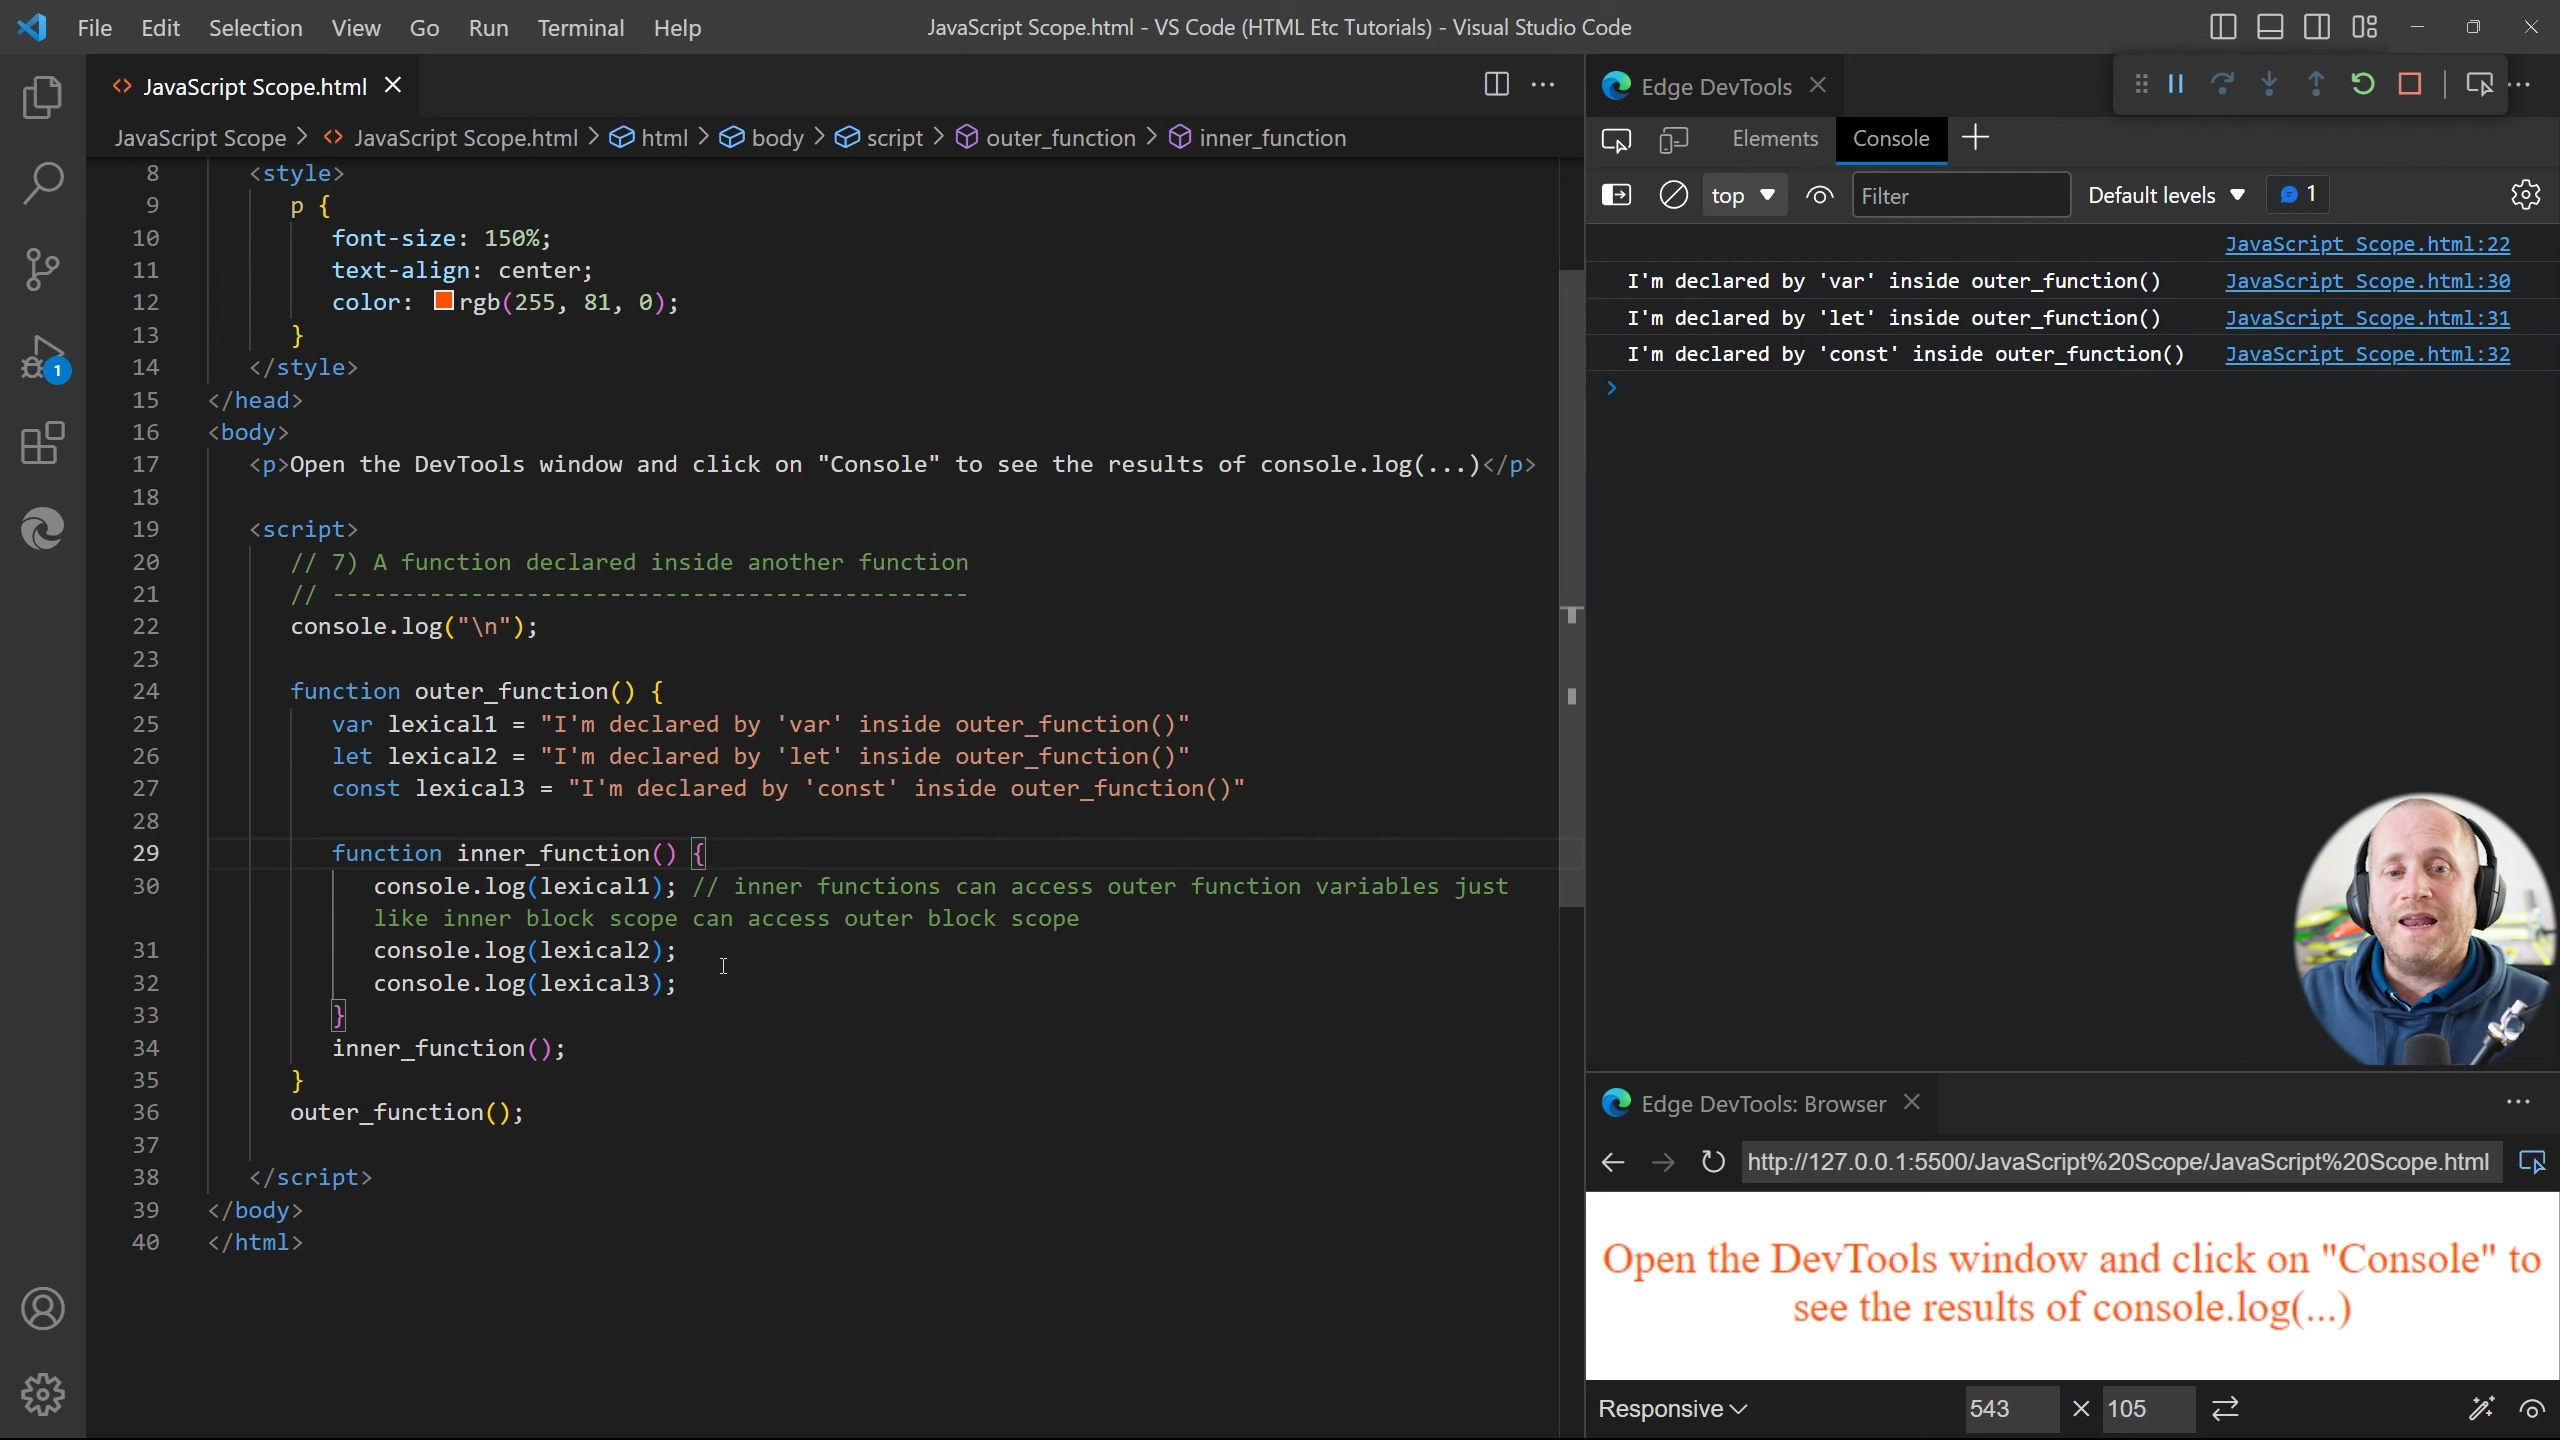 File Edit Selection View Go Run Terminal Help
JavaScript Scope.html - VS Code (HTML Etc Tutorials) - Visual Studio Code
JavaScript Scope.html
JavaScript Scope > JavaScript Scope.html > html > body > script > outer_function > inner_function
8 <style>
9 p {
10 font-size: 150%;
11 text-align: center;
12 color: rgb(255, 81, 0);
13 }
14 </style>
15 </head>
16 <body>
17 <p>Open the DevTools window and click on "Console" to see the results of console.log(...)</p>
18
19 <script>
20 // 7) A function declared inside another function
21 // ----------------------------------------------
22 console.log("\n");
23
24 function outer_function() {
25 var lexical1 = "I'm declared by 'var' inside outer_function()"
26 let lexical2 = "I'm declared by 'let' inside outer_function()"
27 const lexical3 = "I'm declared by 'const' inside outer_function()"
28
29 function inner_function() {
30 console.log(lexical1); // inner functions can access outer function variables just
like inner block scope can access outer block scope
31 console.log(lexical2);
32 console.log(lexical3);
33 }
34 inner_function();
35 }
36 outer_function();
37
38 </script>
39 </body>
40 </html>
1
Edge DevTools
Elements Console
top Filter Default levels 1
JavaScript Scope.html:22
I'm declared by 'var' inside outer_function() JavaScript Scope.html:30
I'm declared by 'let' inside outer_function() JavaScript Scope.html:31
I'm declared by 'const' inside outer_function() JavaScript Scope.html:32
Edge DevTools: Browser
http://127.0.0.1:5500/JavaScript%20Scope/JavaScript%20Scope.html
Open the DevTools window and click on "Console" to
see the results of console.log(...)
Responsive 543 × 105